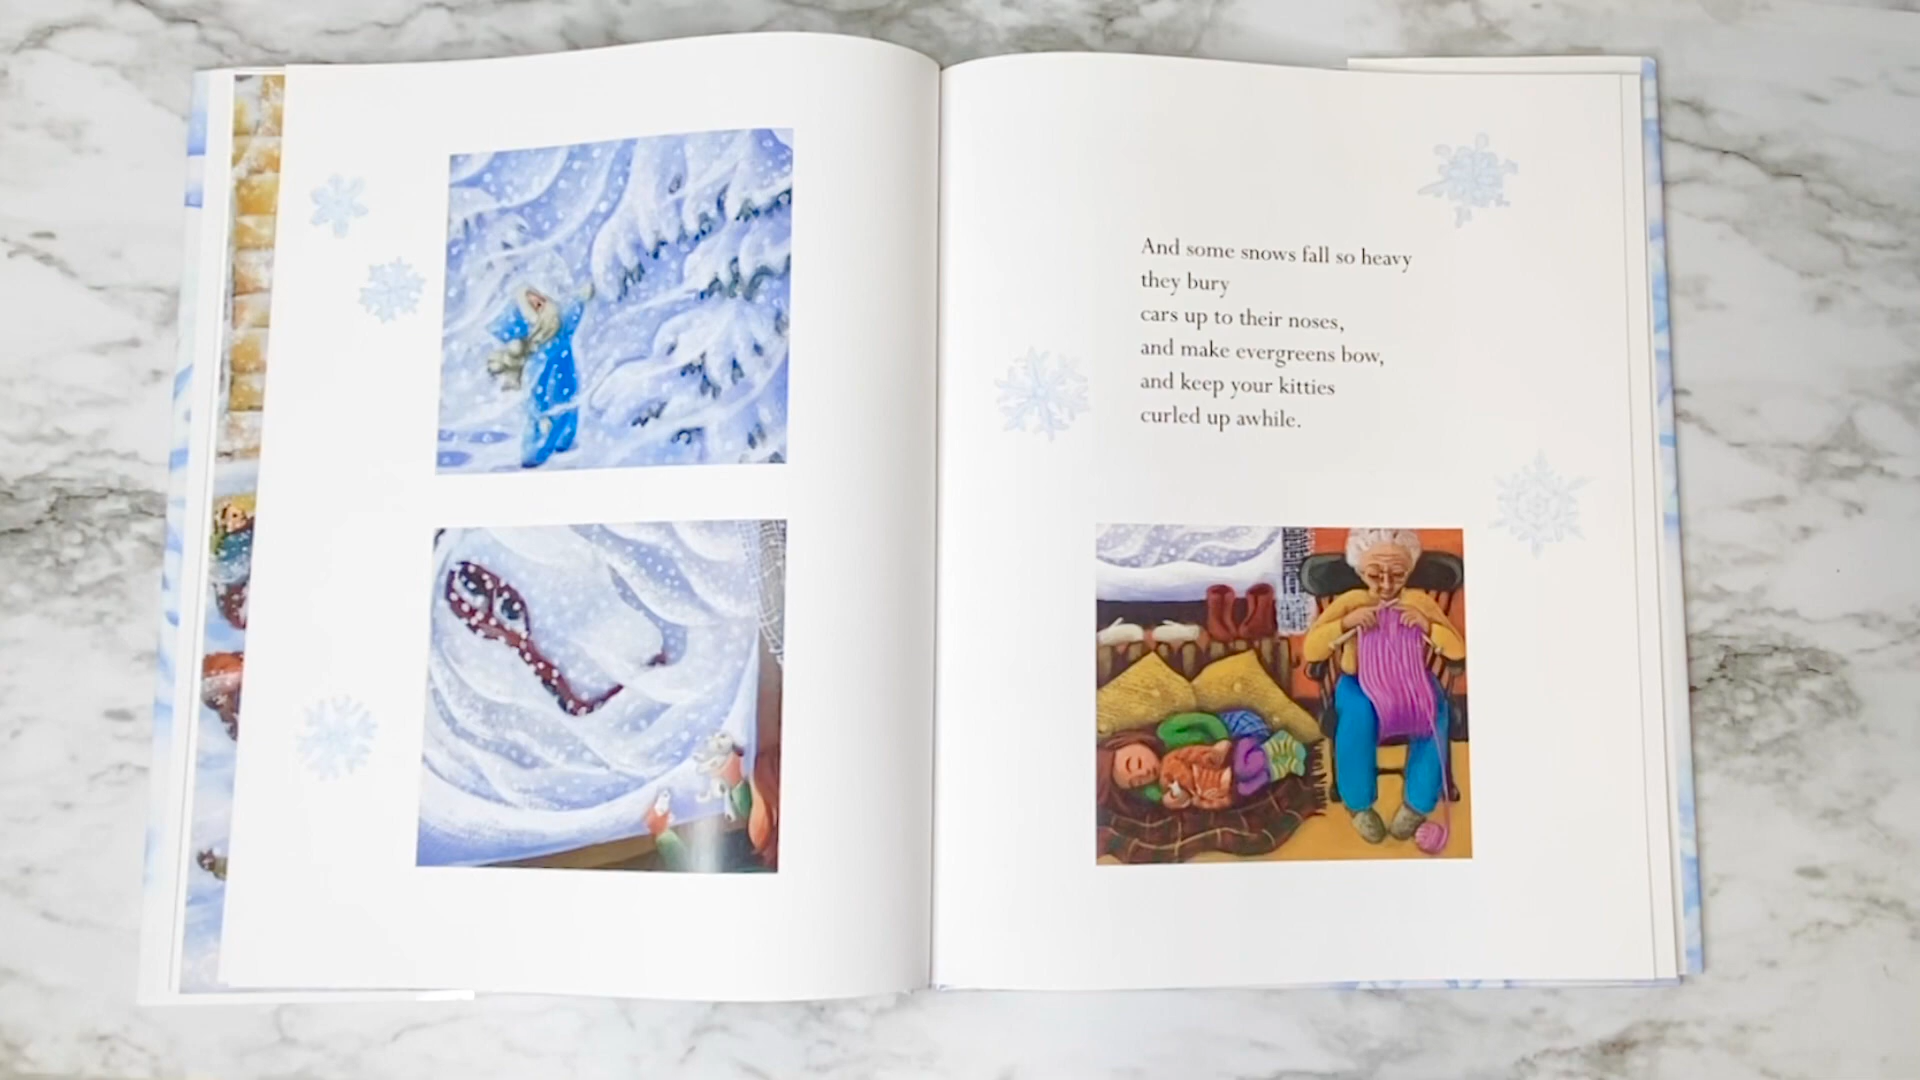 And some snows fall so heavy
they bury
cars up to their noses,
and make evergreens bow,
and keep your kitties
curled up awhile.